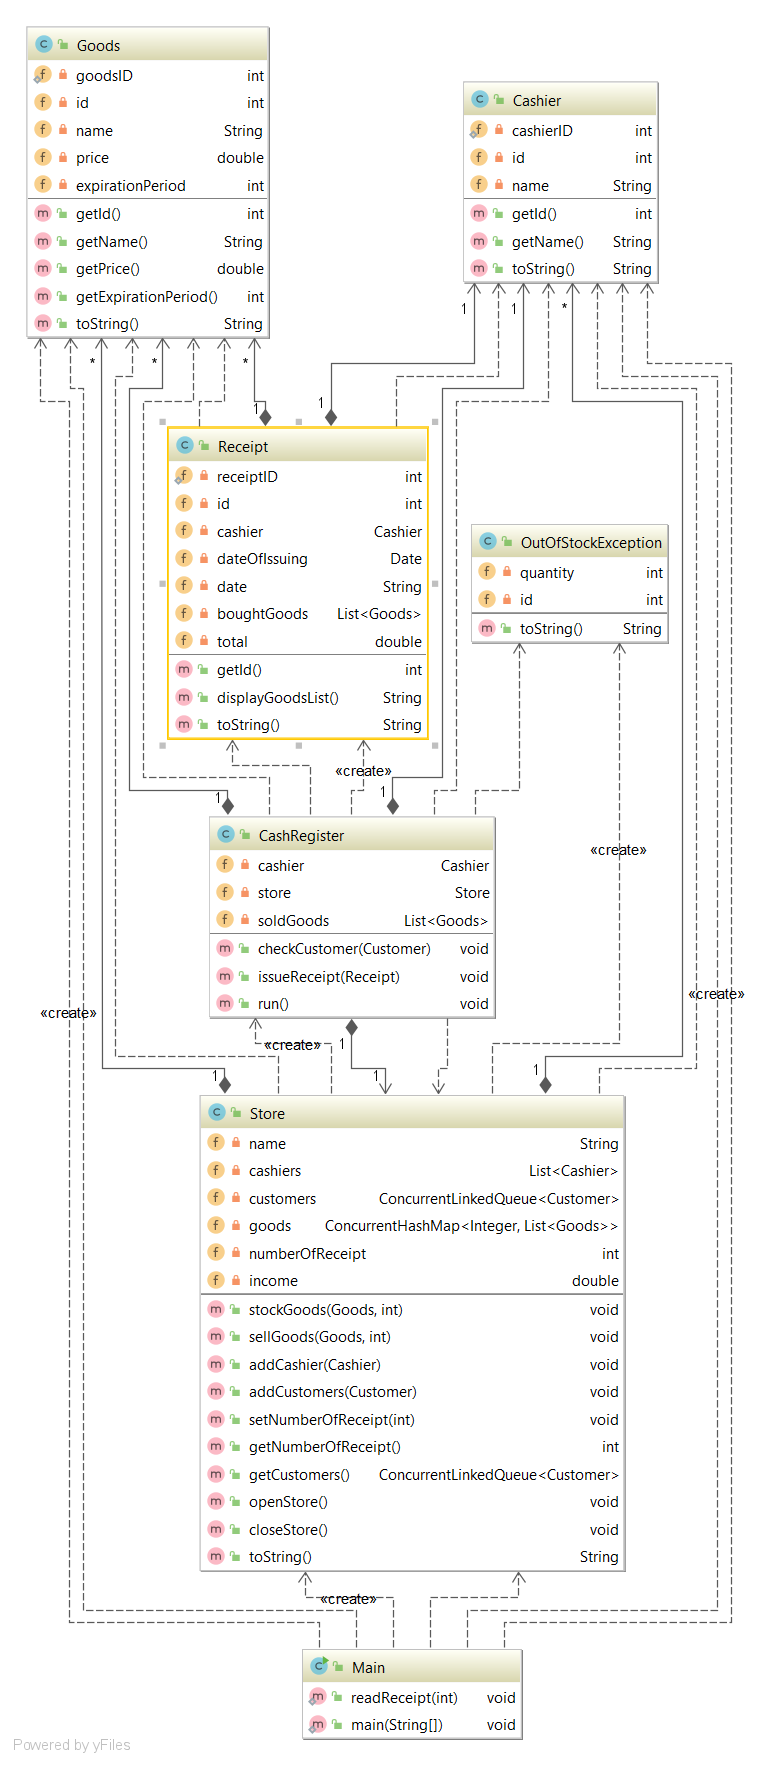 Goods
goodsID int
id int
name String
price double
expirationPeriod int
getId() int
getName() String
getPrice() double
getExpirationPeriod() int
toString() String
Cashier
cashierID int
id int
name String
getId() int
getName() String
toString() String
1 1 *
* * *
1 1
Receipt
receiptID int
id int
cashier Cashier
dateOfIssuing Date
date String
boughtGoods List<Goods>
total double
getId() int
displayGoodsList() String
toString() String
OutOfStockException
quantity int
id int
toString() String
«create»
1 1
«create»
CashRegister
cashier Cashier
store Store
soldGoods List<Goods>
checkCustomer(Customer) void
issueReceipt(Receipt) void
run() void
«create»
«create»
«create» 1
1 1 1
Store
name String
cashiers List<Cashier>
customers ConcurrentLinkedQueue<Customer>
goods ConcurrentHashMap<Integer, List<Goods>>
numberOfReceipt int
income double
stockGoods(Goods, int) void
sellGoods(Goods, int) void
addCashier(Cashier) void
addCustomers(Customer) void
setNumberOfReceipt(int) void
getNumberOfReceipt() int
getCustomers() ConcurrentLinkedQueue<Customer>
openStore() void
closeStore() void
toString() String
«create»
Main
readReceipt(int) void
main(String[]) void
Powered by yFiles